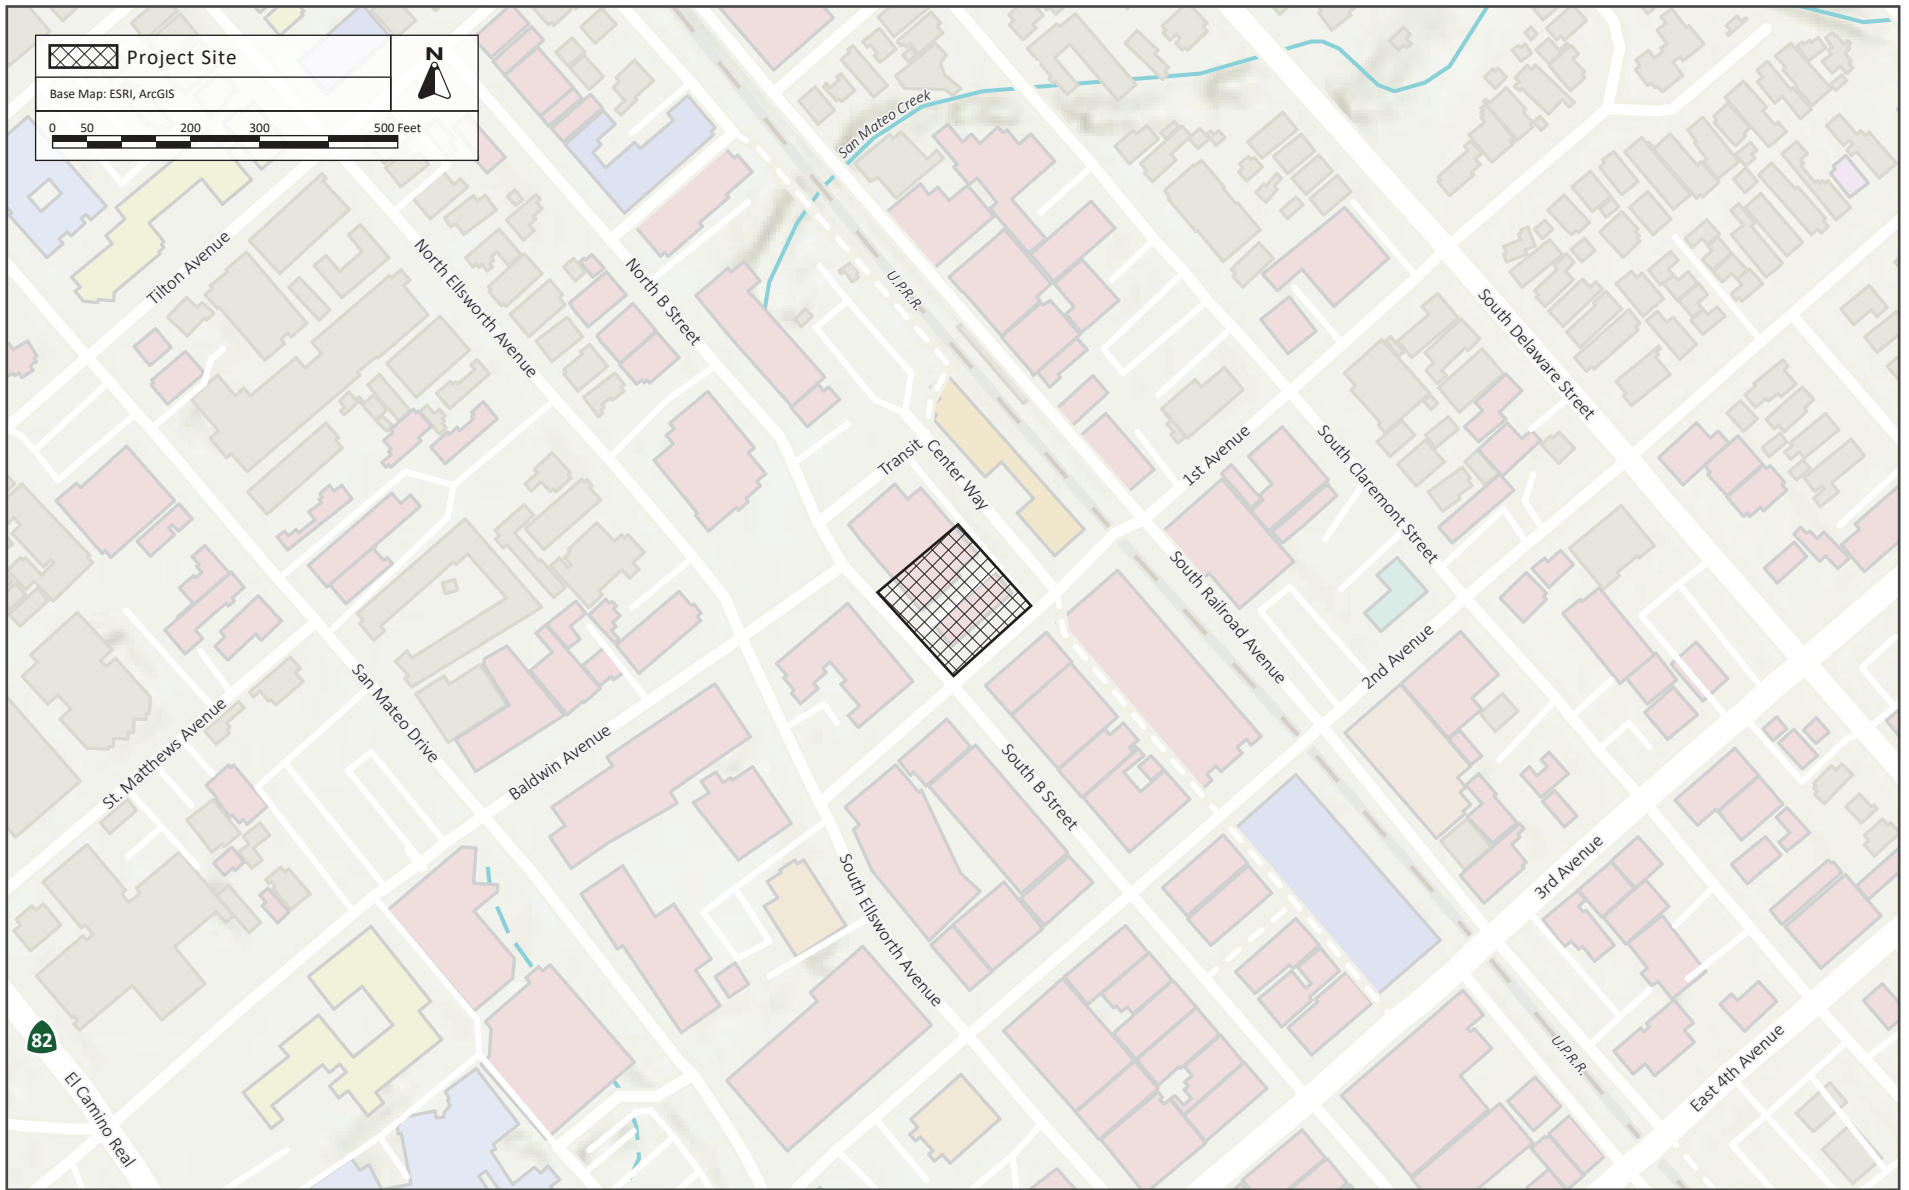 Project Site
N
Base Map: ESRI, ArcGIS
0 50 200 300 500 Feet
San Mateo Creek
Tilton Avenue
North Ellsworth Avenue
North B Street
U.P.R.R.
South Delaware Street
Transit
Center Way
1st Avenue
South Claremont Street
South Railroad Avenue
2nd Avenue
St. Matthews Avenue
San Mateo Drive
Baldwin Avenue
South B Street
South Ellsworth Avenue
3rd Avenue
82
El Camino Real
U.P.R.R.
East 4th Avenue